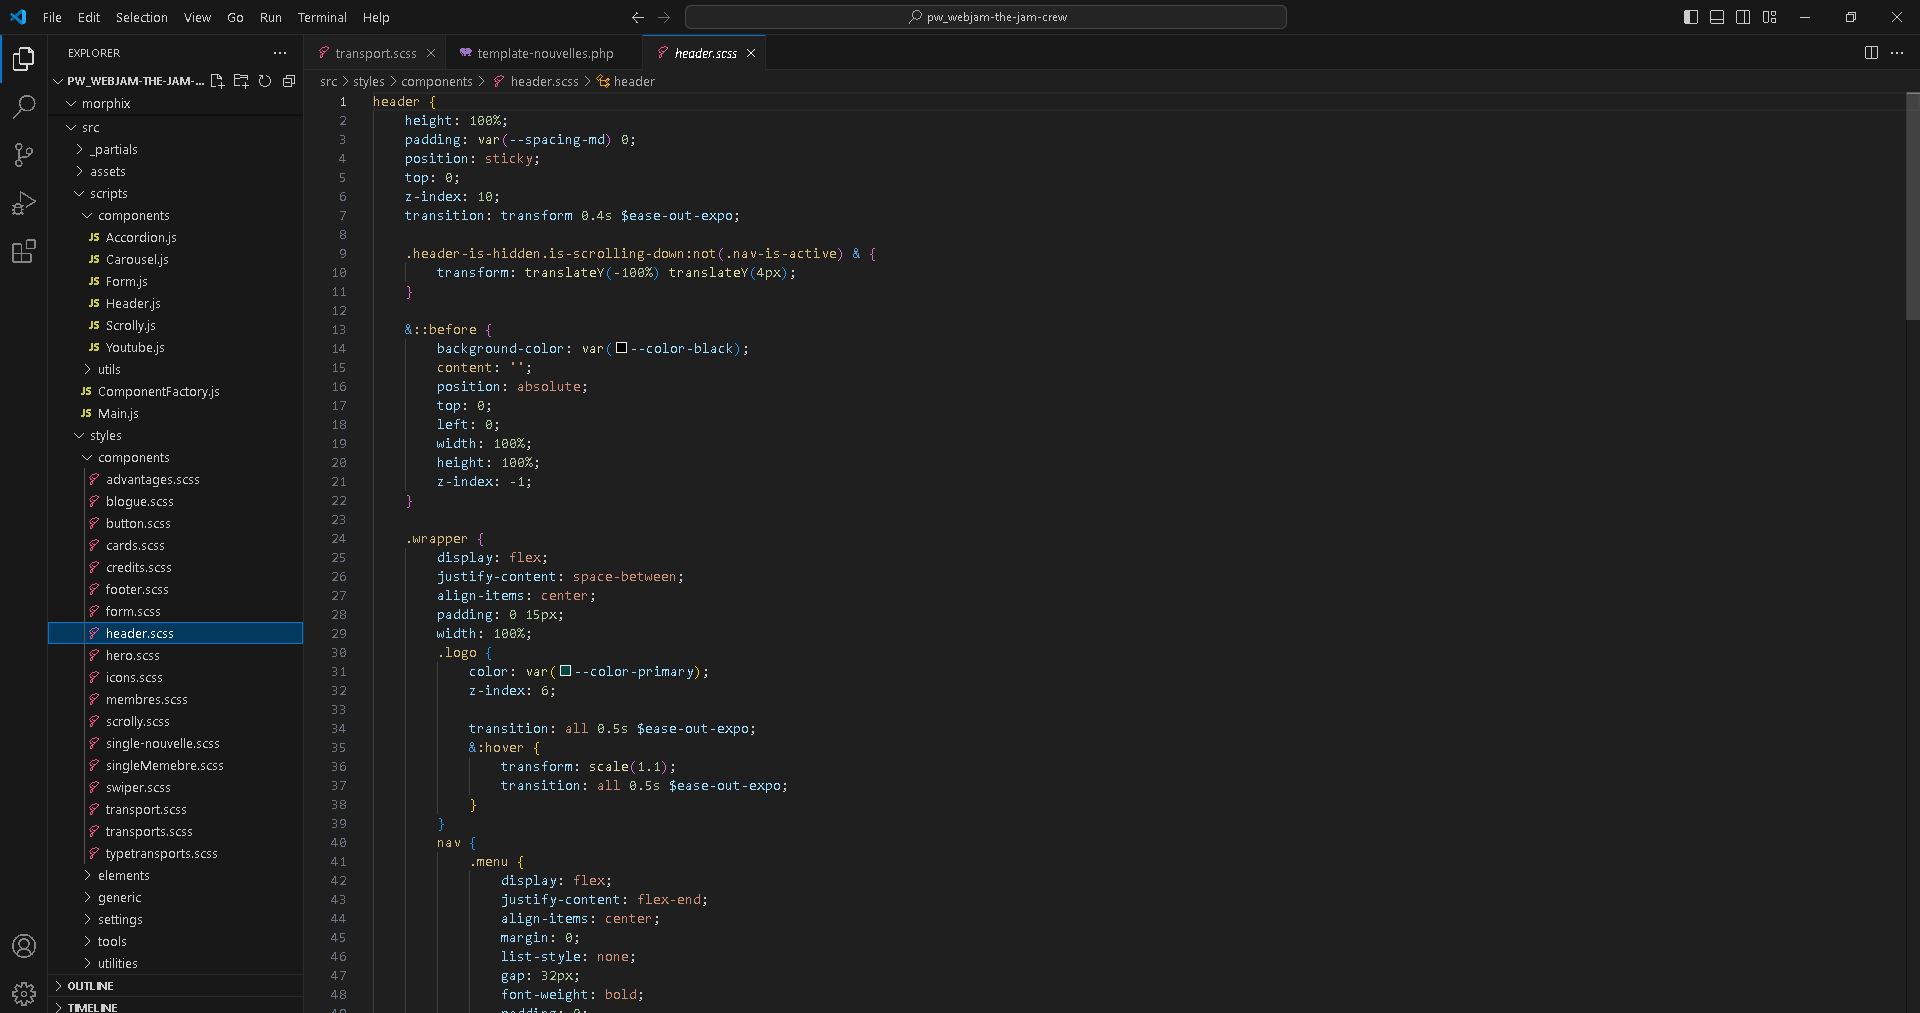 File Edit Selection View Go Run Terminal Help
pw_webjam-the-jam-crew
EXPLORER
PW_WEBJAM-THE-JAM-...
morphix
src
_partials
assets
scripts
components
JS Accordion.js
JS Carousel.js
JS Form.js
JS Header.js
JS Scrolly.js
JS Youtube.js
utils
JS ComponentFactory.js
JS Main.js
styles
components
advantages.scss
blogue.scss
button.scss
cards.scss
credits.scss
footer.scss
form.scss
header.scss
hero.scss
icons.scss
membres.scss
scrolly.scss
single-nouvelle.scss
singleMemebre.scss
swiper.scss
transport.scss
transports.scss
typetransports.scss
elements
generic
settings
tools
utilities
OUTLINE
TIMELINE
transport.scss template-nouvelles.php header.scss
src > styles > components > header.scss > header
1 header {
2 height: 100%;
3 padding: var(--spacing-md) 0;
4 position: sticky;
5 top: 0;
6 z-index: 10;
7 transition: transform 0.4s $ease-out-expo;
8
9 .header-is-hidden.is-scrolling-down:not(.nav-is-active) & {
10 transform: translateY(-100%) translateY(4px);
11 }
12
13 &::before {
14 background-color: var(--color-black);
15 content: '';
16 position: absolute;
17 top: 0;
18 left: 0;
19 width: 100%;
20 height: 100%;
21 z-index: -1;
22 }
23
24 .wrapper {
25 display: flex;
26 justify-content: space-between;
27 align-items: center;
28 padding: 0 15px;
29 width: 100%;
30 .logo {
31 color: var(--color-primary);
32 z-index: 6;
33
34 transition: all 0.5s $ease-out-expo;
35 &:hover {
36 transform: scale(1.1);
37 transition: all 0.5s $ease-out-expo;
38 }
39 }
40 nav {
41 .menu {
42 display: flex;
43 justify-content: flex-end;
44 align-items: center;
45 margin: 0;
46 list-style: none;
47 gap: 32px;
48 font-weight: bold;